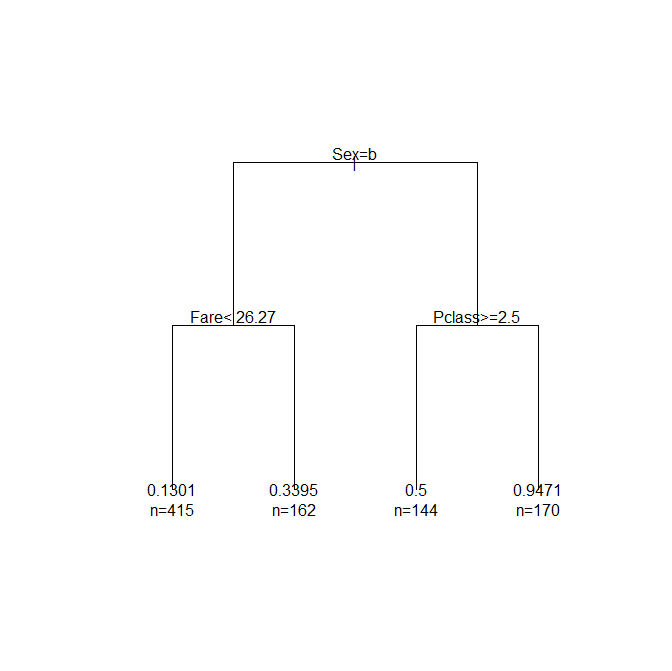 Sex=b
Fare< 26.27
Pclass>=2.5
0.1301
n=415
0.3395
n=162
0.5
n=144
0.9471
n=170